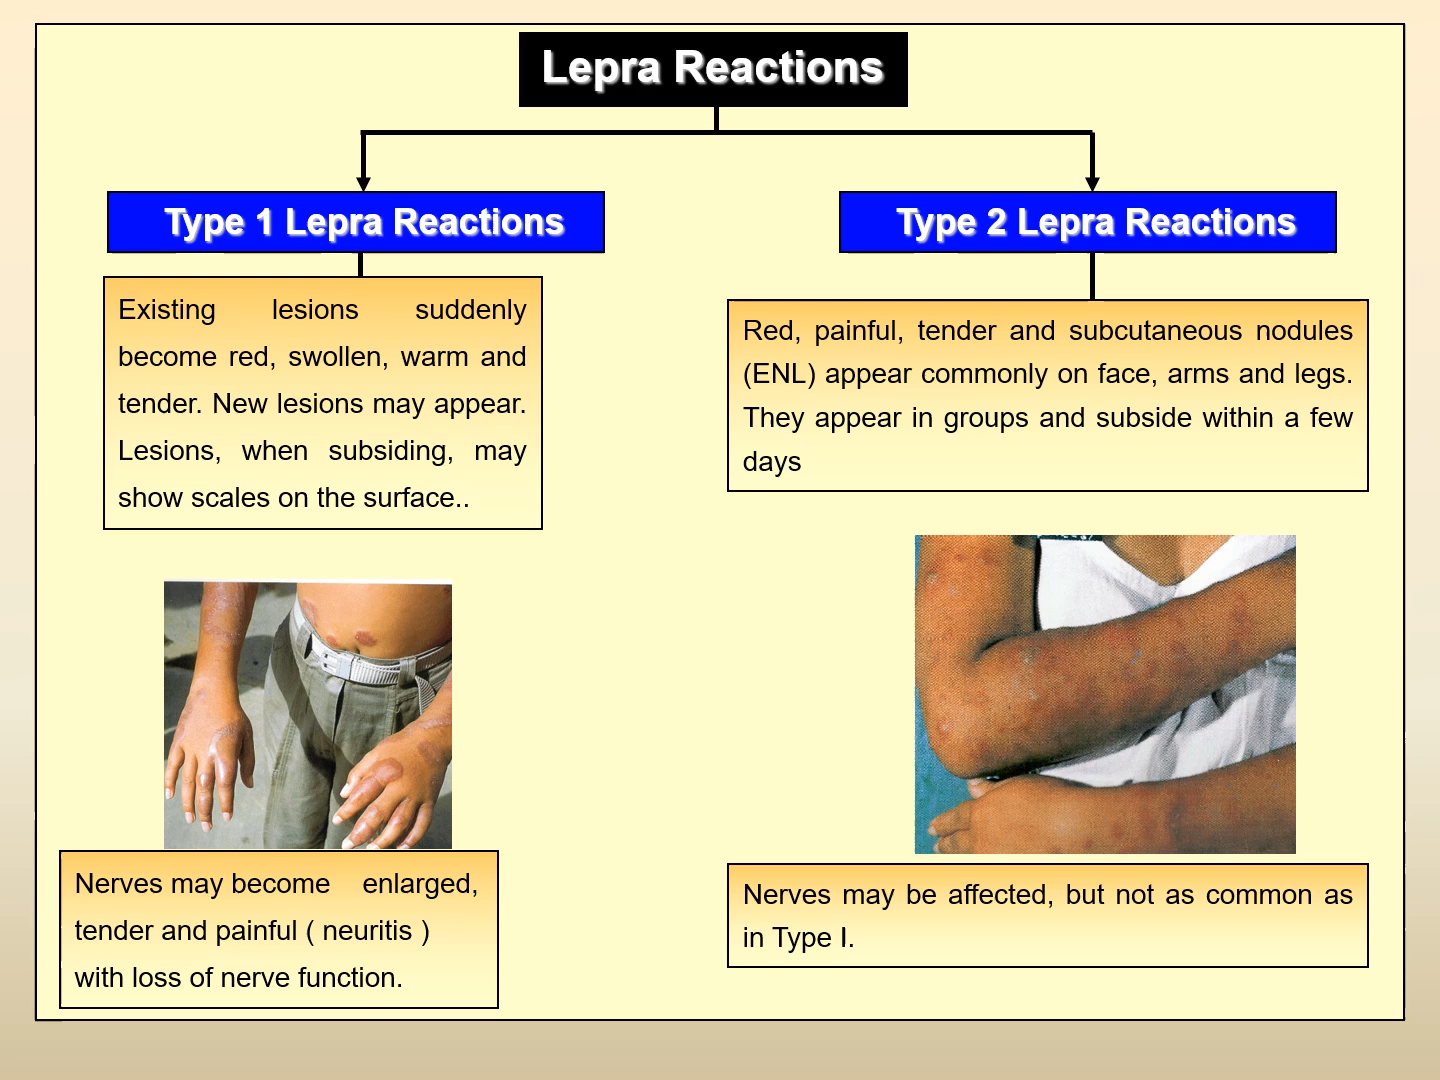 Lepra Reactions
Type 1 Lepra Reactions
Existing lesions suddenly
become red, swollen, warm and
tender. New lesions may appear.
Lesions, when subsiding, may
show scales on the surface..
Nerves may become enlarged,
tender and painful ( neuritis )
with loss of nerve function.
Type 2 Lepra Reactions
Red, painful, tender and subcutaneous nodules
(ENL) appear commonly on face, arms and legs.
They appear in groups and subside within a few
days
Nerves may be affected, but not as common as
in Type I.